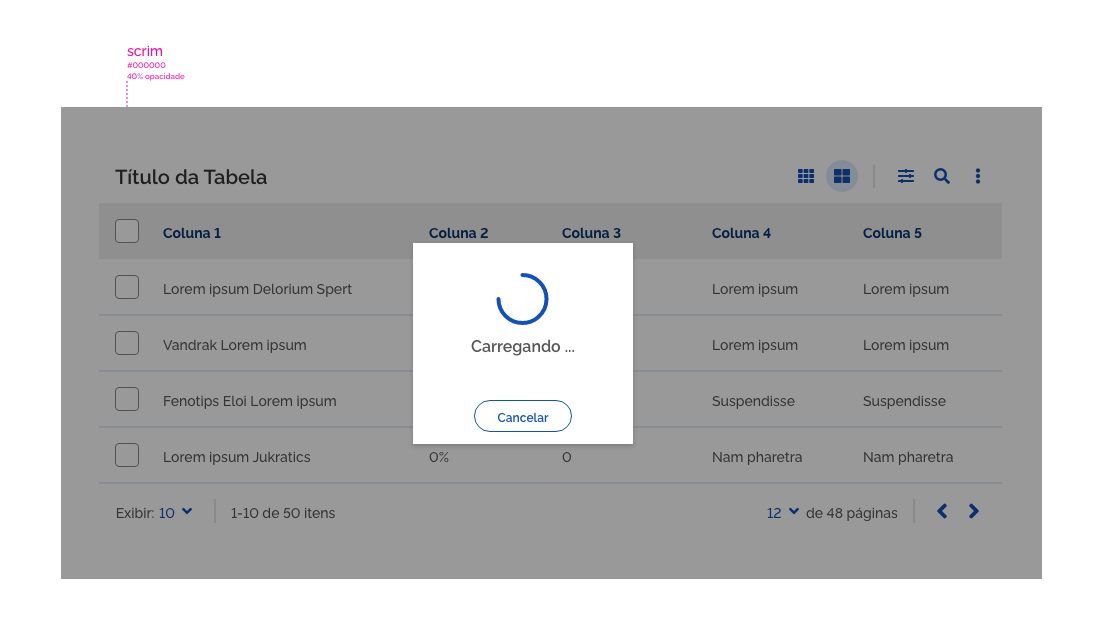 scrim
#000000
40% opacidade
Título da Tabela
Coluna 1 Coluna 2 Coluna 3 Coluna 4 Coluna 5
Lorem ipsum Delorium Spert Lorem ipsum Lorem ipsum
Vandrak Lorem ipsum Lorem ipsum Lorem ipsum
Carregando ...
Fenotips Eloi Lorem ipsum Suspendisse Suspendisse
Cancelar
Lorem ipsum Jukratics 0% 0 Nam pharetra Nam pharetra
Exibir: 10 1-10 de 50 itens 12 de 48 páginas